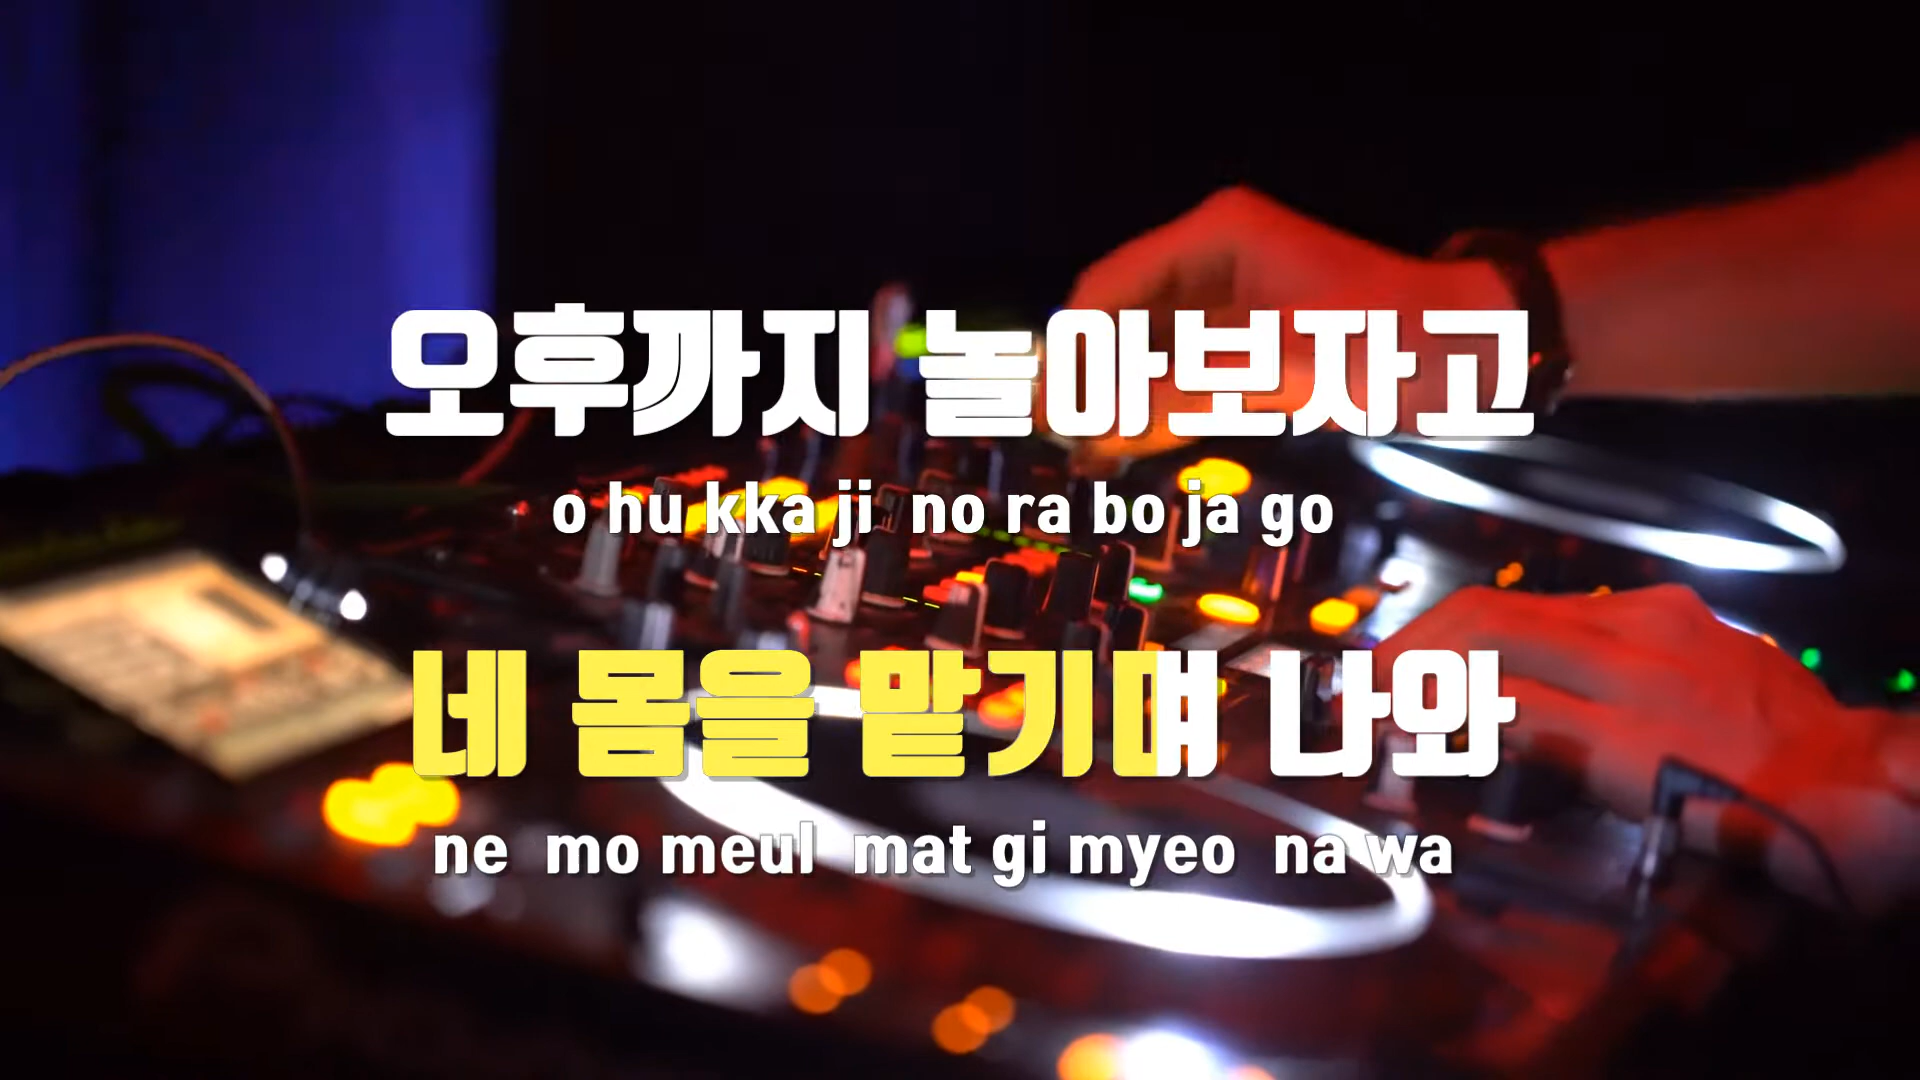 오후까지 놀아보자고
o hu kka ji no ra bo ja go
네 몸을 맡기며 나와
ne mo meul mat gi myeo na wa